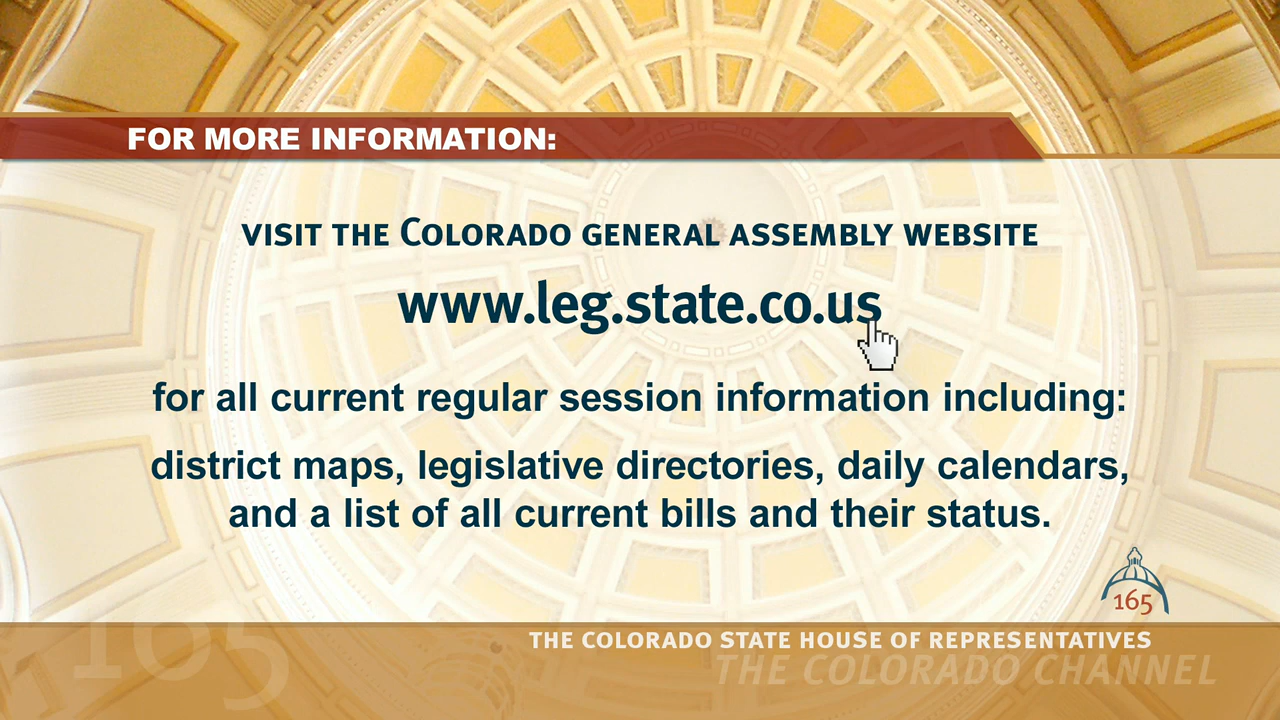 FOR MORE INFORMATION:
VISIT THE COLORADO GENERAL ASSEMBLY WEBSITE
www.leg.state.co.us
for all current regular session information including:
district maps, legislative directories, daily calendars,
and a list of all current bills and their status.
165
165
THE COLORADO STATE HOUSE OF REPRESENTATIVES
THE COLORADO CHANNEL